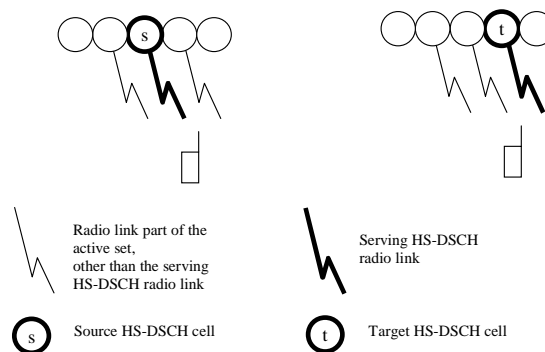 s
t
Radio link part of the
active set,
other than the serving
HS-DSCH radio link
Serving HS-DSCH
radio link
s
Source HS-DSCH cell
t
Target HS-DSCH cell